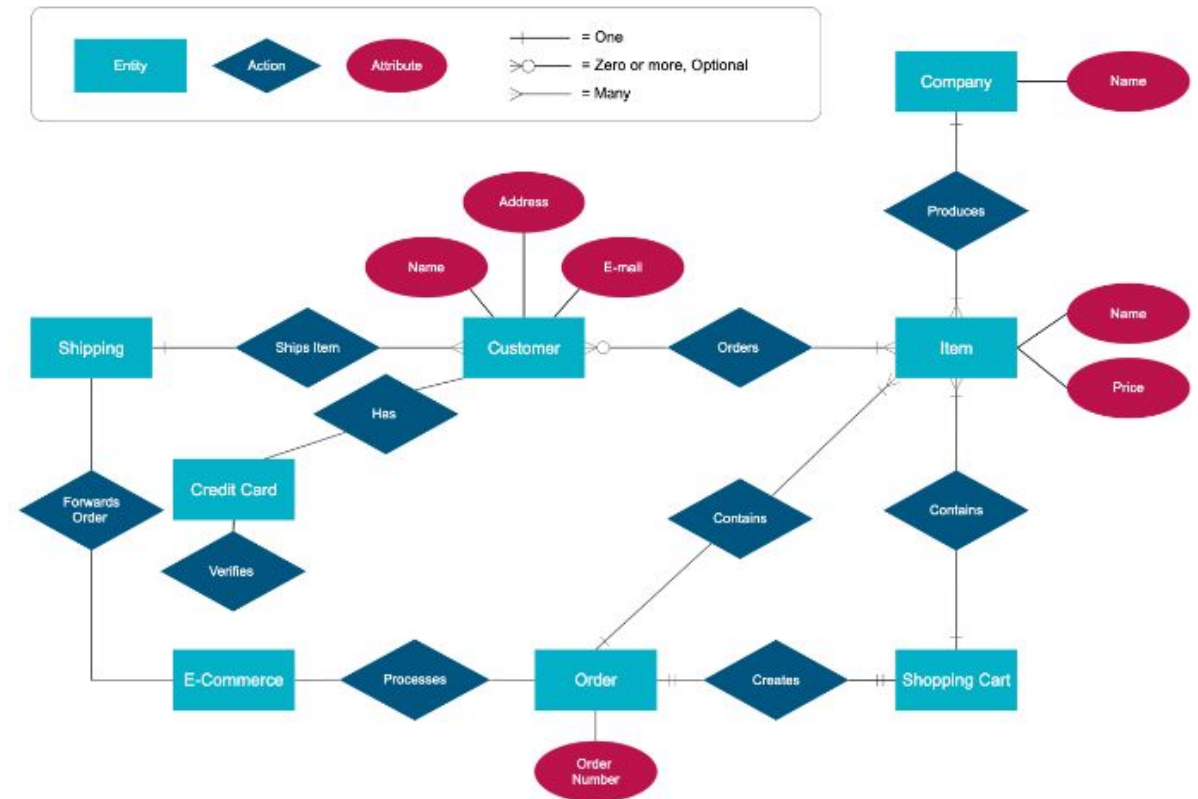 Entity
Action
Attribute
= One
= Zero or more, Optional
= Many
Company
Name
Produces
Address
Name
E-mail
Shipping
Ships Item
Customer
Orders
Item
Name
Price
Has
Credit Card
Forwards
Order
Contains
Contains
Verifies
E-Commerce
Processes
Order
Creates
Shopping Cart
Order
Number